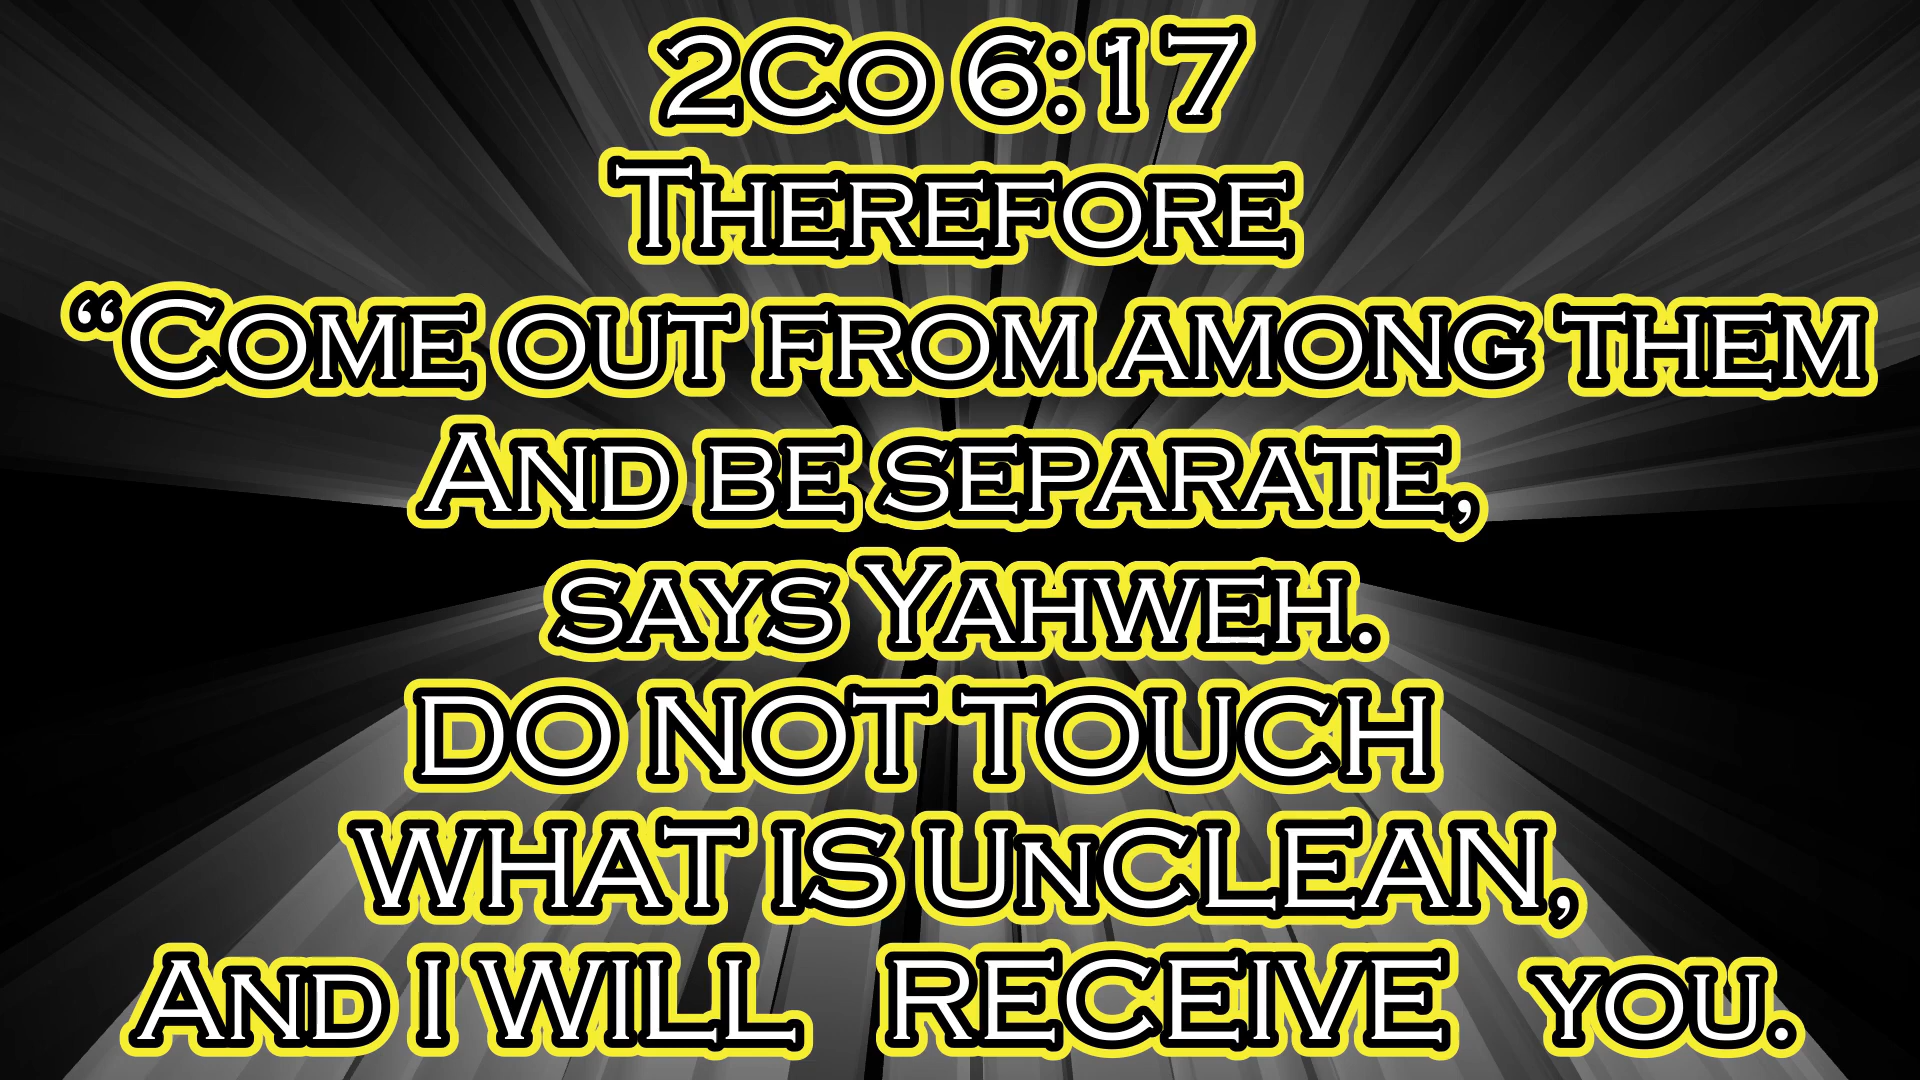 2Co 6:17
Therefore
“Come out from among them
And be separate,
says Yahweh.
DO NOT TOUCH
WHAT IS UnCLEAN,
And I WILL RECEIVE you.